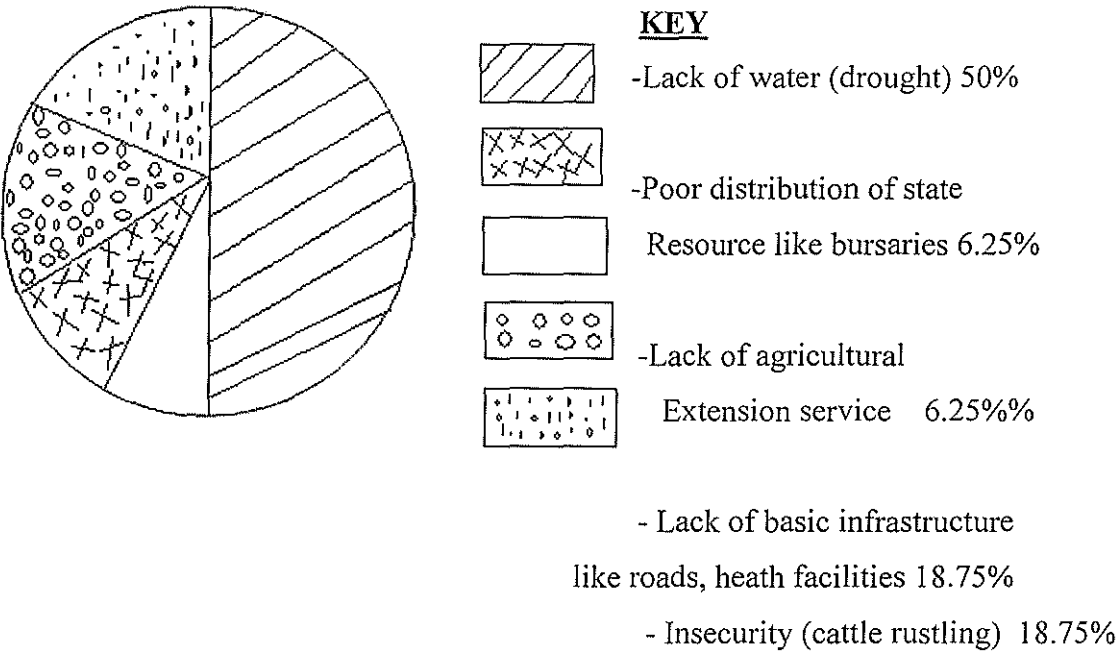 KEY
-Lack of water (drought) 50%
-Poor distribution of state
Resource like bursaries 6.25%
-Lack of agricultural
Extension service 6.25%%
- Lack of basic infrastructure
like roads, heath facilities 18.75%
- Insecurity (cattle rustling) 18.75%